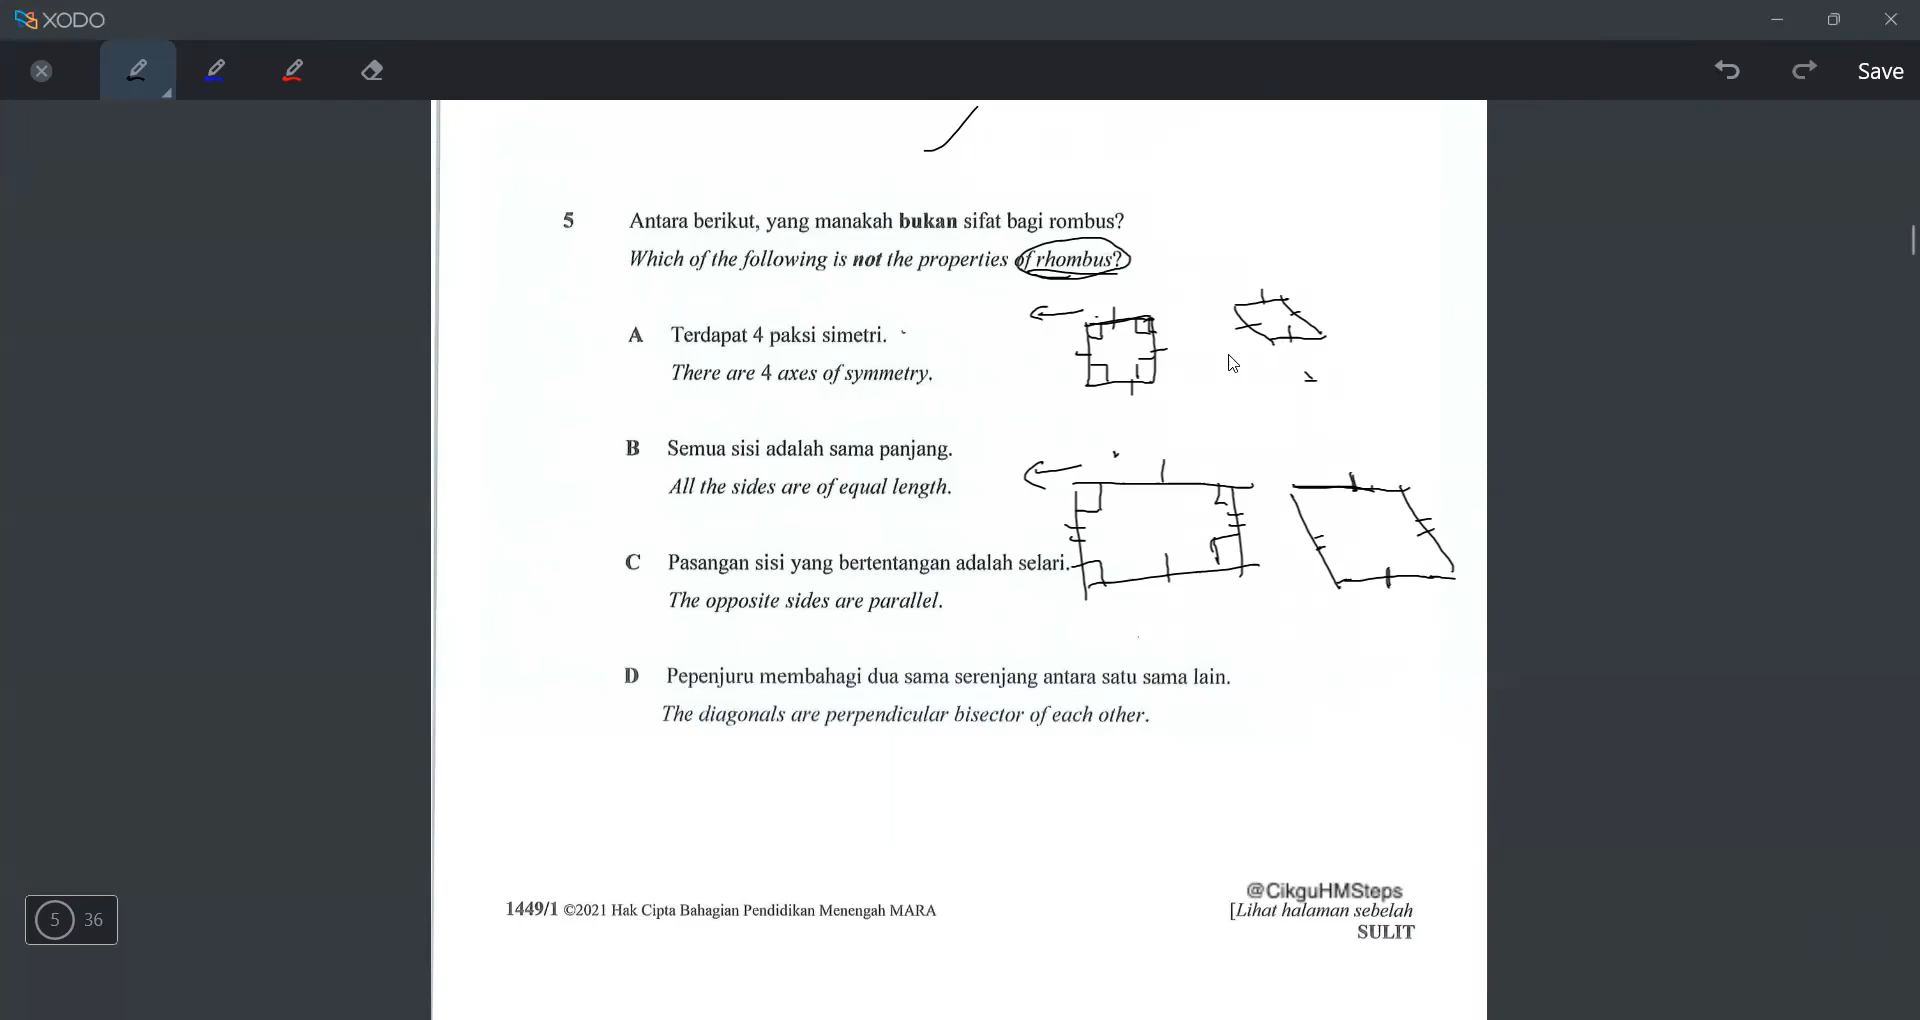 XODO
Save
5 Antara berikut, yang manakah bukan sifat bagi rombus?
Which of the following is not the properties of rhombus?
A Terdapat 4 paksi simetri.
There are 4 axes of symmetry.
B Semua sisi adalah sama panjang.
All the sides are of equal length.
C Pasangan sisi yang bertentangan adalah selari.
The opposite sides are parallel.
D Pepenjuru membahagi dua sama serenjang antara satu sama lain.
The diagonals are perpendicular bisector of each other.
@CikguHMSteps
1449/1 ©2021 Hak Cipta Bahagian Pendidikan Menengah MARA
[Lihat halaman sebelah
SULIT
5 36